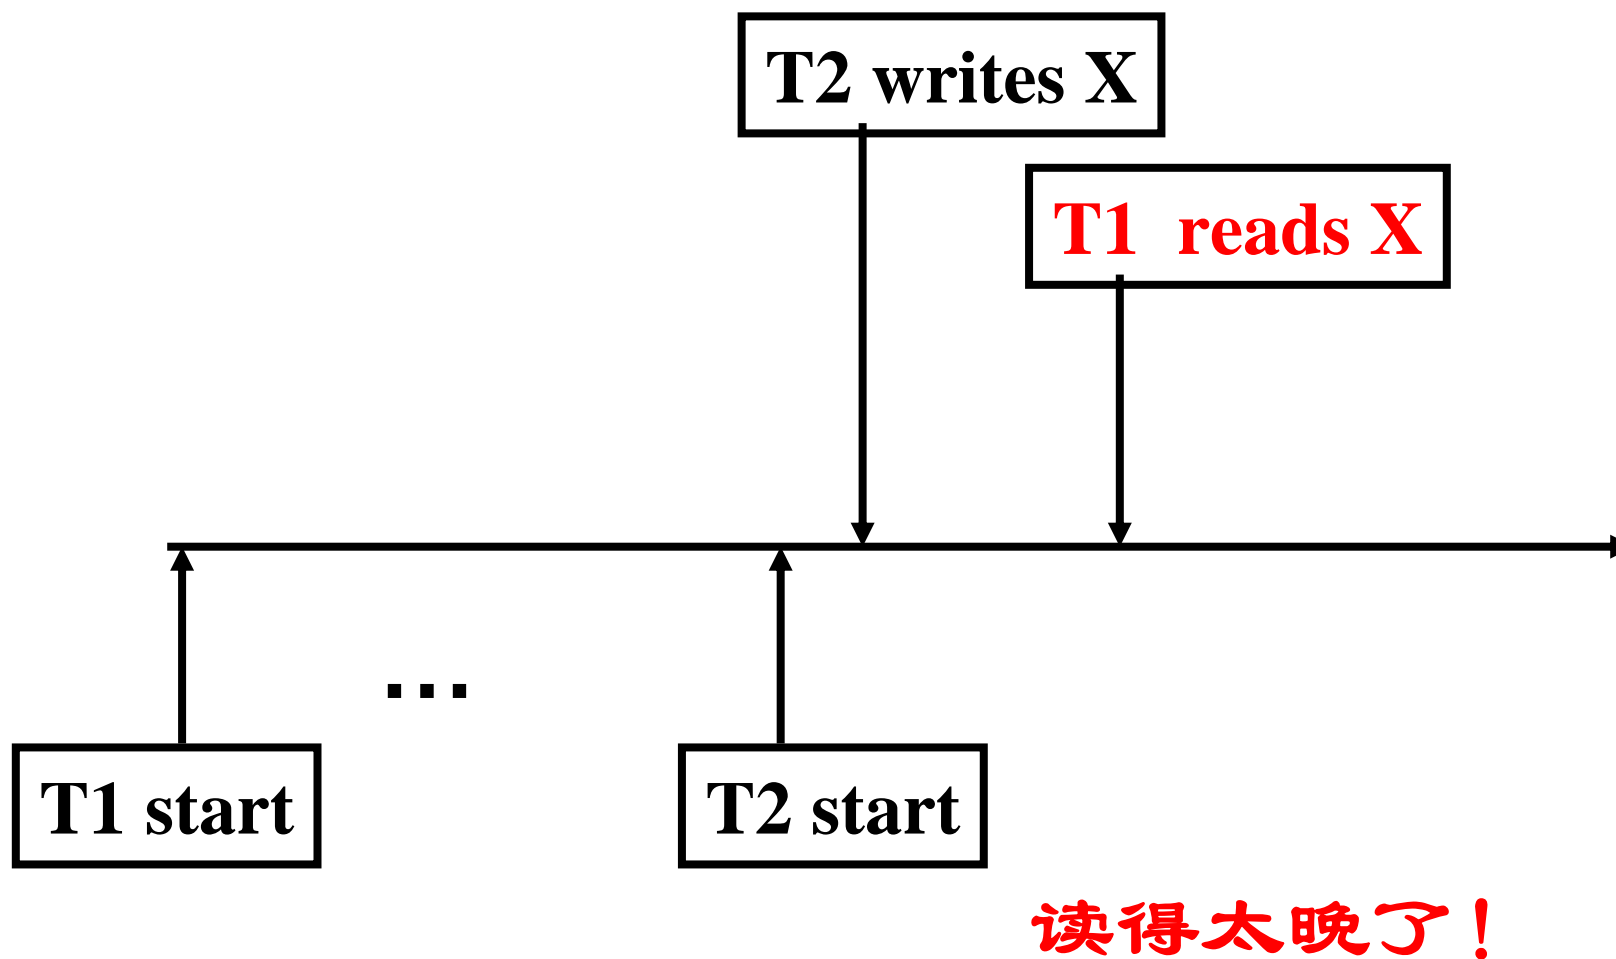 T2 writes X
T1 reads X
...
T1 start
T2 start
读得太晚了!